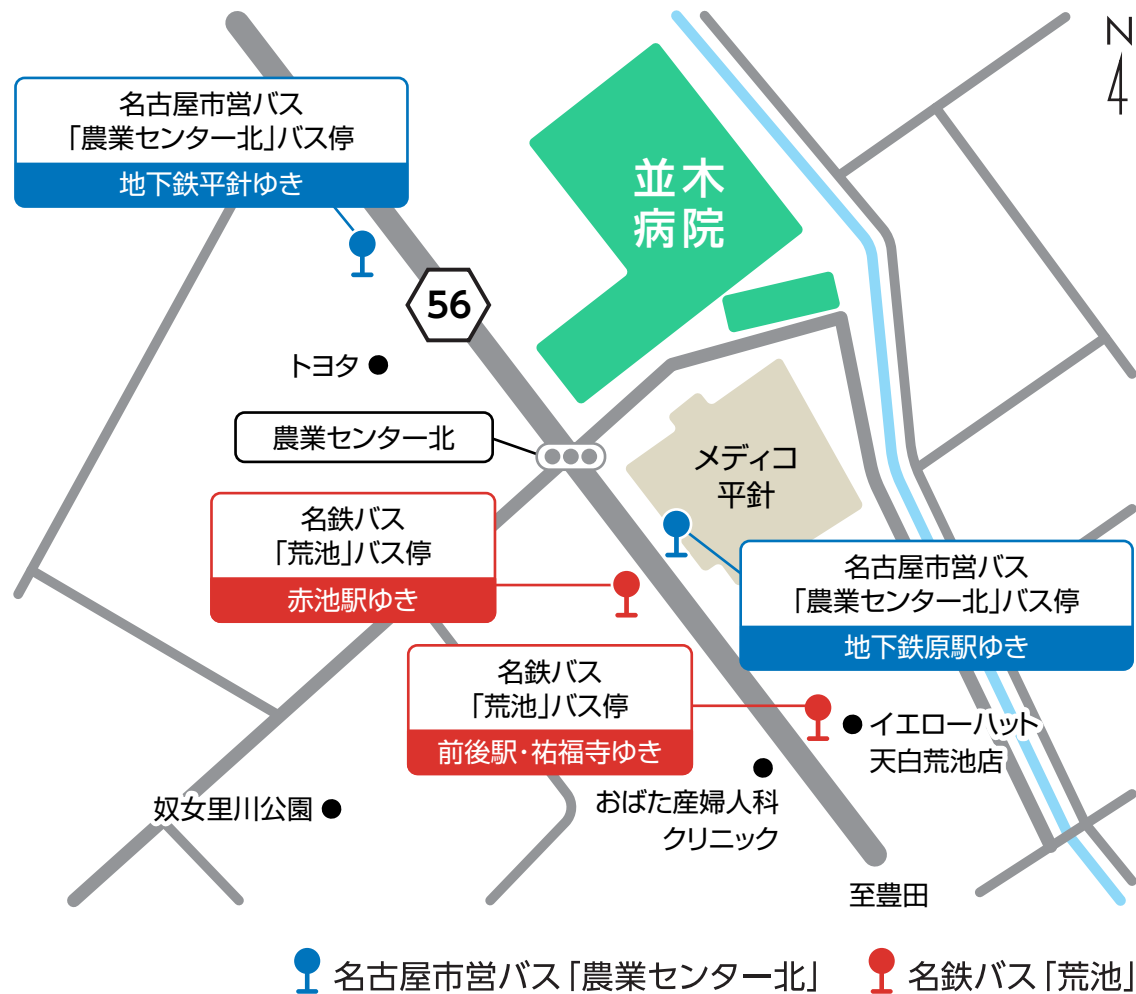 N
名古屋市営バス
「農業センター北」バス停
地下鉄平針ゆき
並木
病院
56
トヨタ
農業センター北
メディコ
平針
名鉄バス
「荒池」バス停
赤池駅ゆき
名古屋市営バス
「農業センター北」バス停
地下鉄原駅ゆき
名鉄バス
「荒池」バス停
前後駅・祐福寺ゆき
イエローハット
天白荒池店
おばた産婦人科
クリニック
奴女里川公園
至豊田
名古屋市営バス「農業センター北」
名鉄バス「荒池」